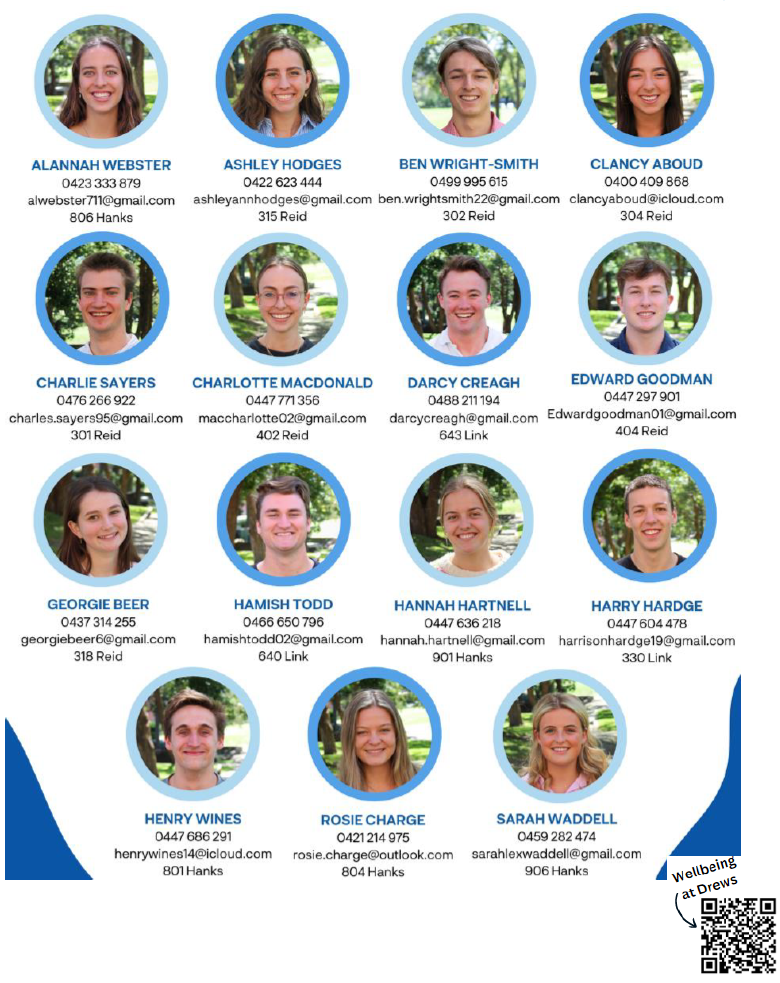 ALANNAH WEBSTER
0423 333 879
alwebster711@gmail.com
806 Hanks
ASHLEY HODGES
0422 623 444
ashleyannhodges@gmail.com
315 Reid
BEN WRIGHT-SMITH
0499 995 615
ben.wrightsmith22@gmail.com
302 Reid
CLANCY ABOUD
0400 409 868
clancyaboud@icloud.com
304 Reid
CHARLIE SAYERS
0476 266 922
charles.sayers95@gmail.com
301 Reid
CHARLOTTE MACDONALD
0447 771 356
maccharlotte02@gmail.com
402 Reid
DARCY CREAGH
0488 211 194
darcycreagh@gmail.com
643 Link
EDWARD GOODMAN
0447 297 901
Edwardgoodman01@gmail.com
404 Reid
GEORGIE BEER
0437 314 255
georgiebeer6@gmail.com
318 Reid
HAMISH TODD
0466 650 796
hamishtodd02@gmail.com
640 Link
HANNAH HARTNELL
0447 636 218
hannah.hartnell@gmail.com
901 Hanks
HARRY HARDGE
0447 604 478
harrisonhardge19@gmail.com
330 Link
HENRY WINES
0447 686 291
henrywines14@icloud.com
801 Hanks
ROSIE CHARGE
0421 214 975
rosie.charge@outlook.com
804 Hanks
SARAH WADDELL
0459 282 474
sarahlexwaddell@gmail.com
906 Hanks
Wellbeing
at Drews